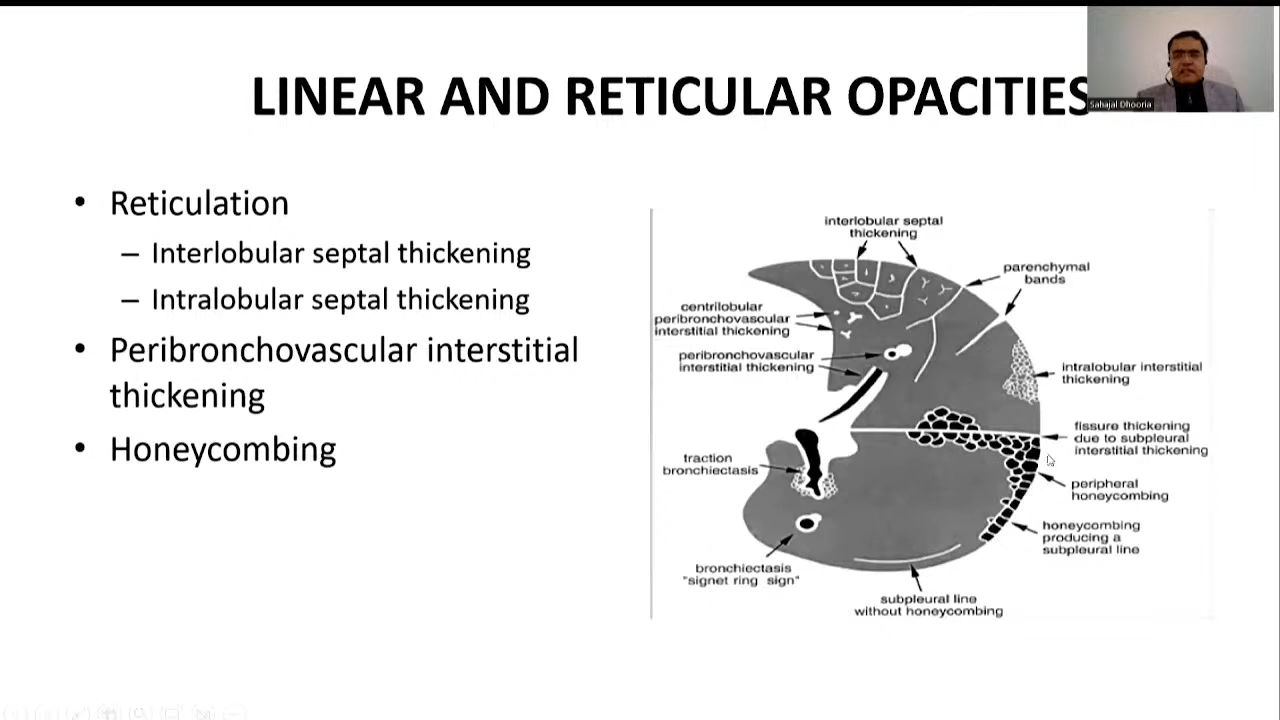 LINEAR AND RETICULAR OPACITIES
Sahajal Dhooria
• Reticulation
– Interlobular septal thickening
– Intralobular septal thickening
• Peribronchovascular interstitial
thickening
• Honeycombing
interlobular septal
thickening
parenchymal
bands
centrilobular
peribronchovascular
interstitial thickening
peribronchovascular
interstitial thickening
intralobular interstitial
thickening
fissure thickening
due to subpleural
interstitial thickening
traction
bronchiectasis
peripheral
honeycombing
honeycombing
producing a
subpleural line
bronchiectasis
"signet ring sign"
subpleural line
without honeycombing